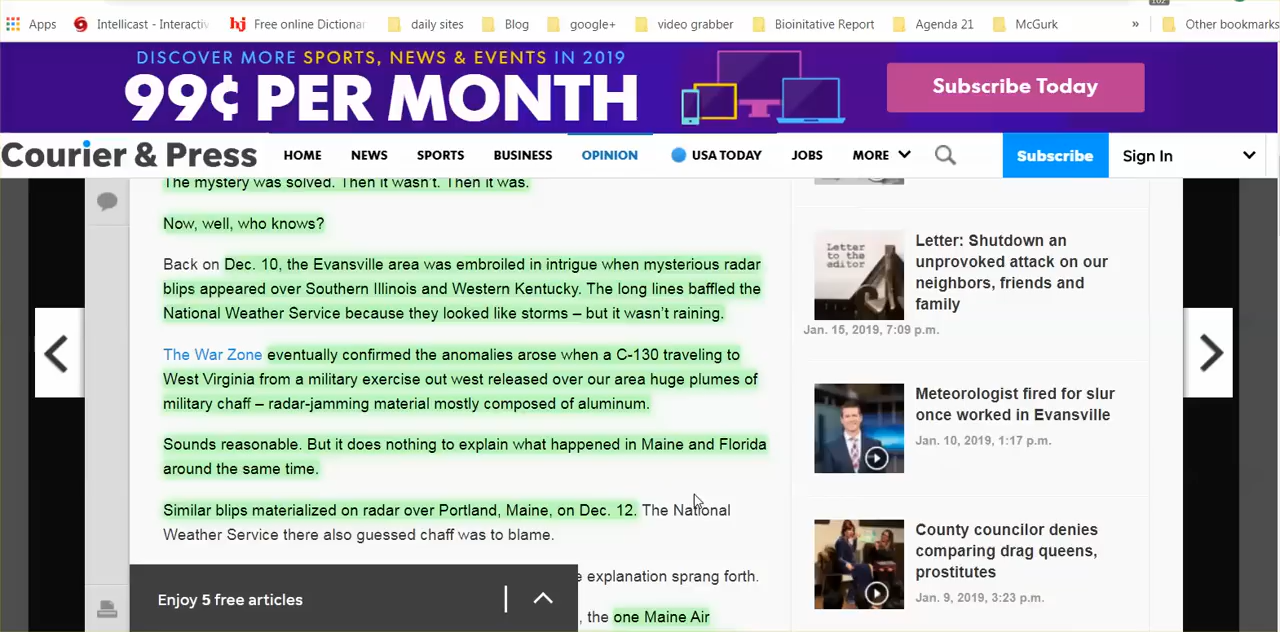 102
Apps
Intellicast - Interactiv
Free online Dictionar
daily sites
Blog
google+
video grabber
Bioinitative Report
Agenda 21
McGurk
»
Other bookmarks
DISCOVER MORE SPORTS, NEWS & EVENTS IN 2019
99¢ PER MONTH
Subscribe Today
Courier & Press
HOME
NEWS
SPORTS
BUSINESS
OPINION
USA TODAY
JOBS
MORE
Subscribe
Sign In
The mystery was solved. Then it wasn't. Then it was.
Now, well, who knows?
Back on Dec. 10, the Evansville area was embroiled in intrigue when mysterious radar
blips appeared over Southern Illinois and Western Kentucky. The long lines baffled the
National Weather Service because they looked like storms – but it wasn't raining.
The War Zone eventually confirmed the anomalies arose when a C-130 traveling to
West Virginia from a military exercise out west released over our area huge plumes of
military chaff – radar-jamming material mostly composed of aluminum.
Sounds reasonable. But it does nothing to explain what happened in Maine and Florida
around the same time.
Similar blips materialized on radar over Portland, Maine, on Dec. 12. The National
Weather Service there also guessed chaff was to blame.
e explanation sprang forth.
, the one Maine Air
Enjoy 5 free articles
Letter to the editor
Letter: Shutdown an
unprovoked attack on our
neighbors, friends and
family
Jan. 15, 2019, 7:09 p.m.
Meteorologist fired for slur
once worked in Evansville
Jan. 10, 2019, 1:17 p.m.
County councilor denies
comparing drag queens,
prostitutes
Jan. 9, 2019, 3:23 p.m.